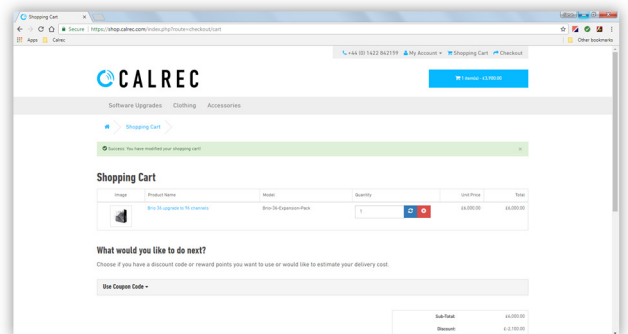 Shopping Cart
Secure | https://shop.calrec.com/index.php?route=checkout/cart
Apps Calrec Other bookmarks
+44 (0) 1422 842159 My Account Shopping Cart Checkout
CALREC
1 item(s) - £3,900.00
Software Upgrades Clothing Accessories
Shopping Cart
Success: You have modified your shopping cart!
Shopping Cart
Image Product Name Model Quantity Unit Price Total
Brio 36 upgrade to 96 channels Brio-36-Expansion-Pack 1 £6,000.00 £6,000.00
What would you like to do next?
Choose if you have a discount code or reward points you want to use or would like to estimate your delivery cost.
Use Coupon Code
Sub-Total: £6,000.00
Discount: £-2,100.00